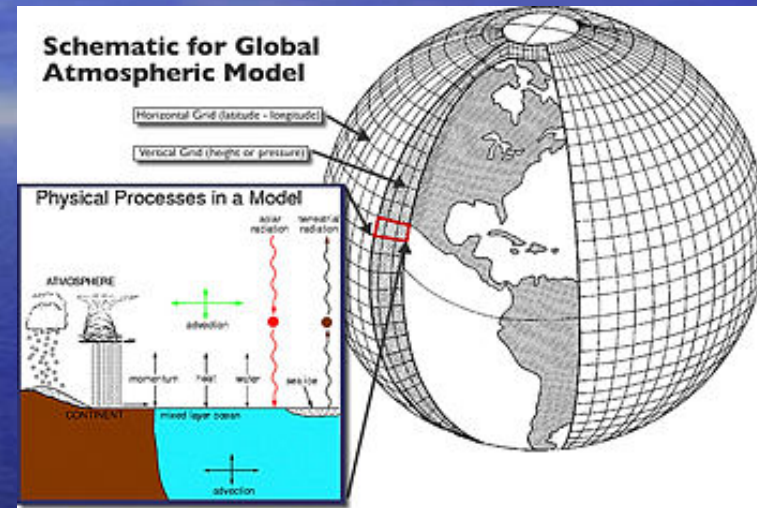 Schematic for Global
Atmospheric Model
Horizontal Grid (latitude - longitude)
Vertical Grid (height or pressure)
Physical Processes in a Model
solar
radiation
terrestrial
radiation
ATMOSPHERE
advection
momentum
heat
water
sea ice
CONTINENT
mixed layer ocean
advection